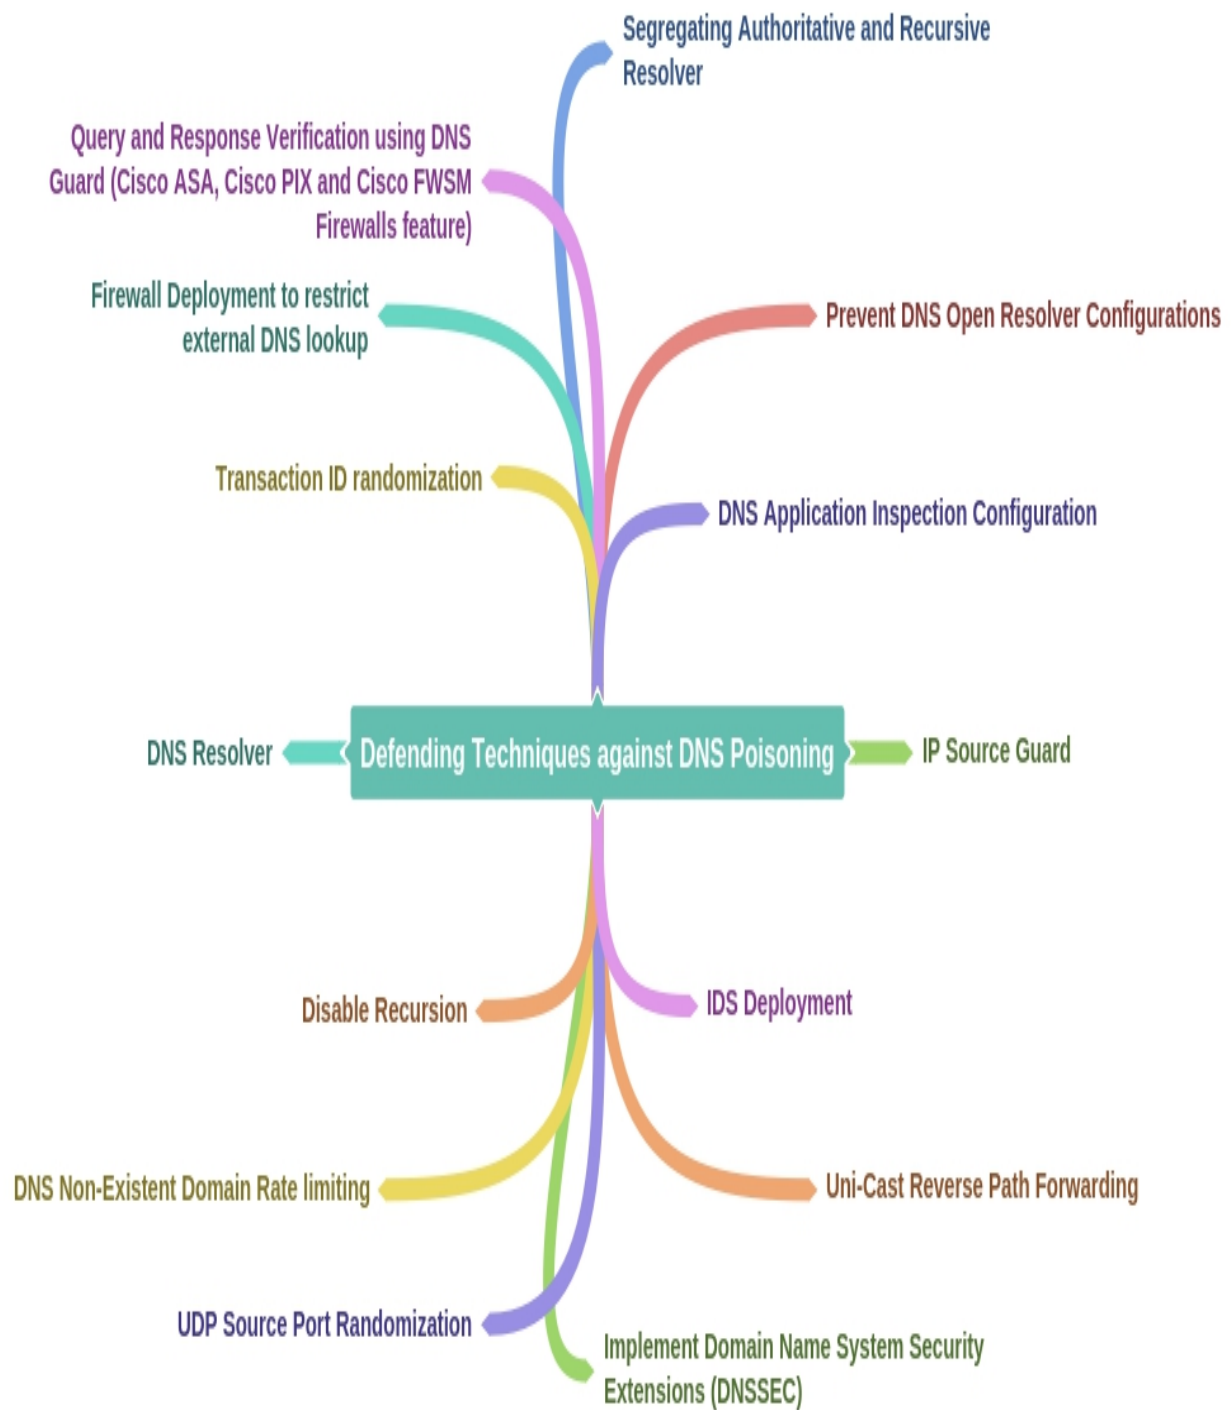 Segregating Authoritative and Recursive
Resolver
Query and Response Verification using DNS
Guard (Cisco ASA, Cisco PIX and Cisco FWSM
Firewalls feature)
Firewall Deployment to restrict
external DNS lookup
Prevent DNS Open Resolver Configurations
Transaction ID randomization
DNS Application Inspection Configuration
DNS Resolver
Defending Techniques against DNS Poisoning
IP Source Guard
Disable Recursion
IDS Deployment
DNS Non-Existent Domain Rate limiting
Uni-Cast Reverse Path Forwarding
UDP Source Port Randomization
Implement Domain Name System Security
Extensions (DNSSEC)